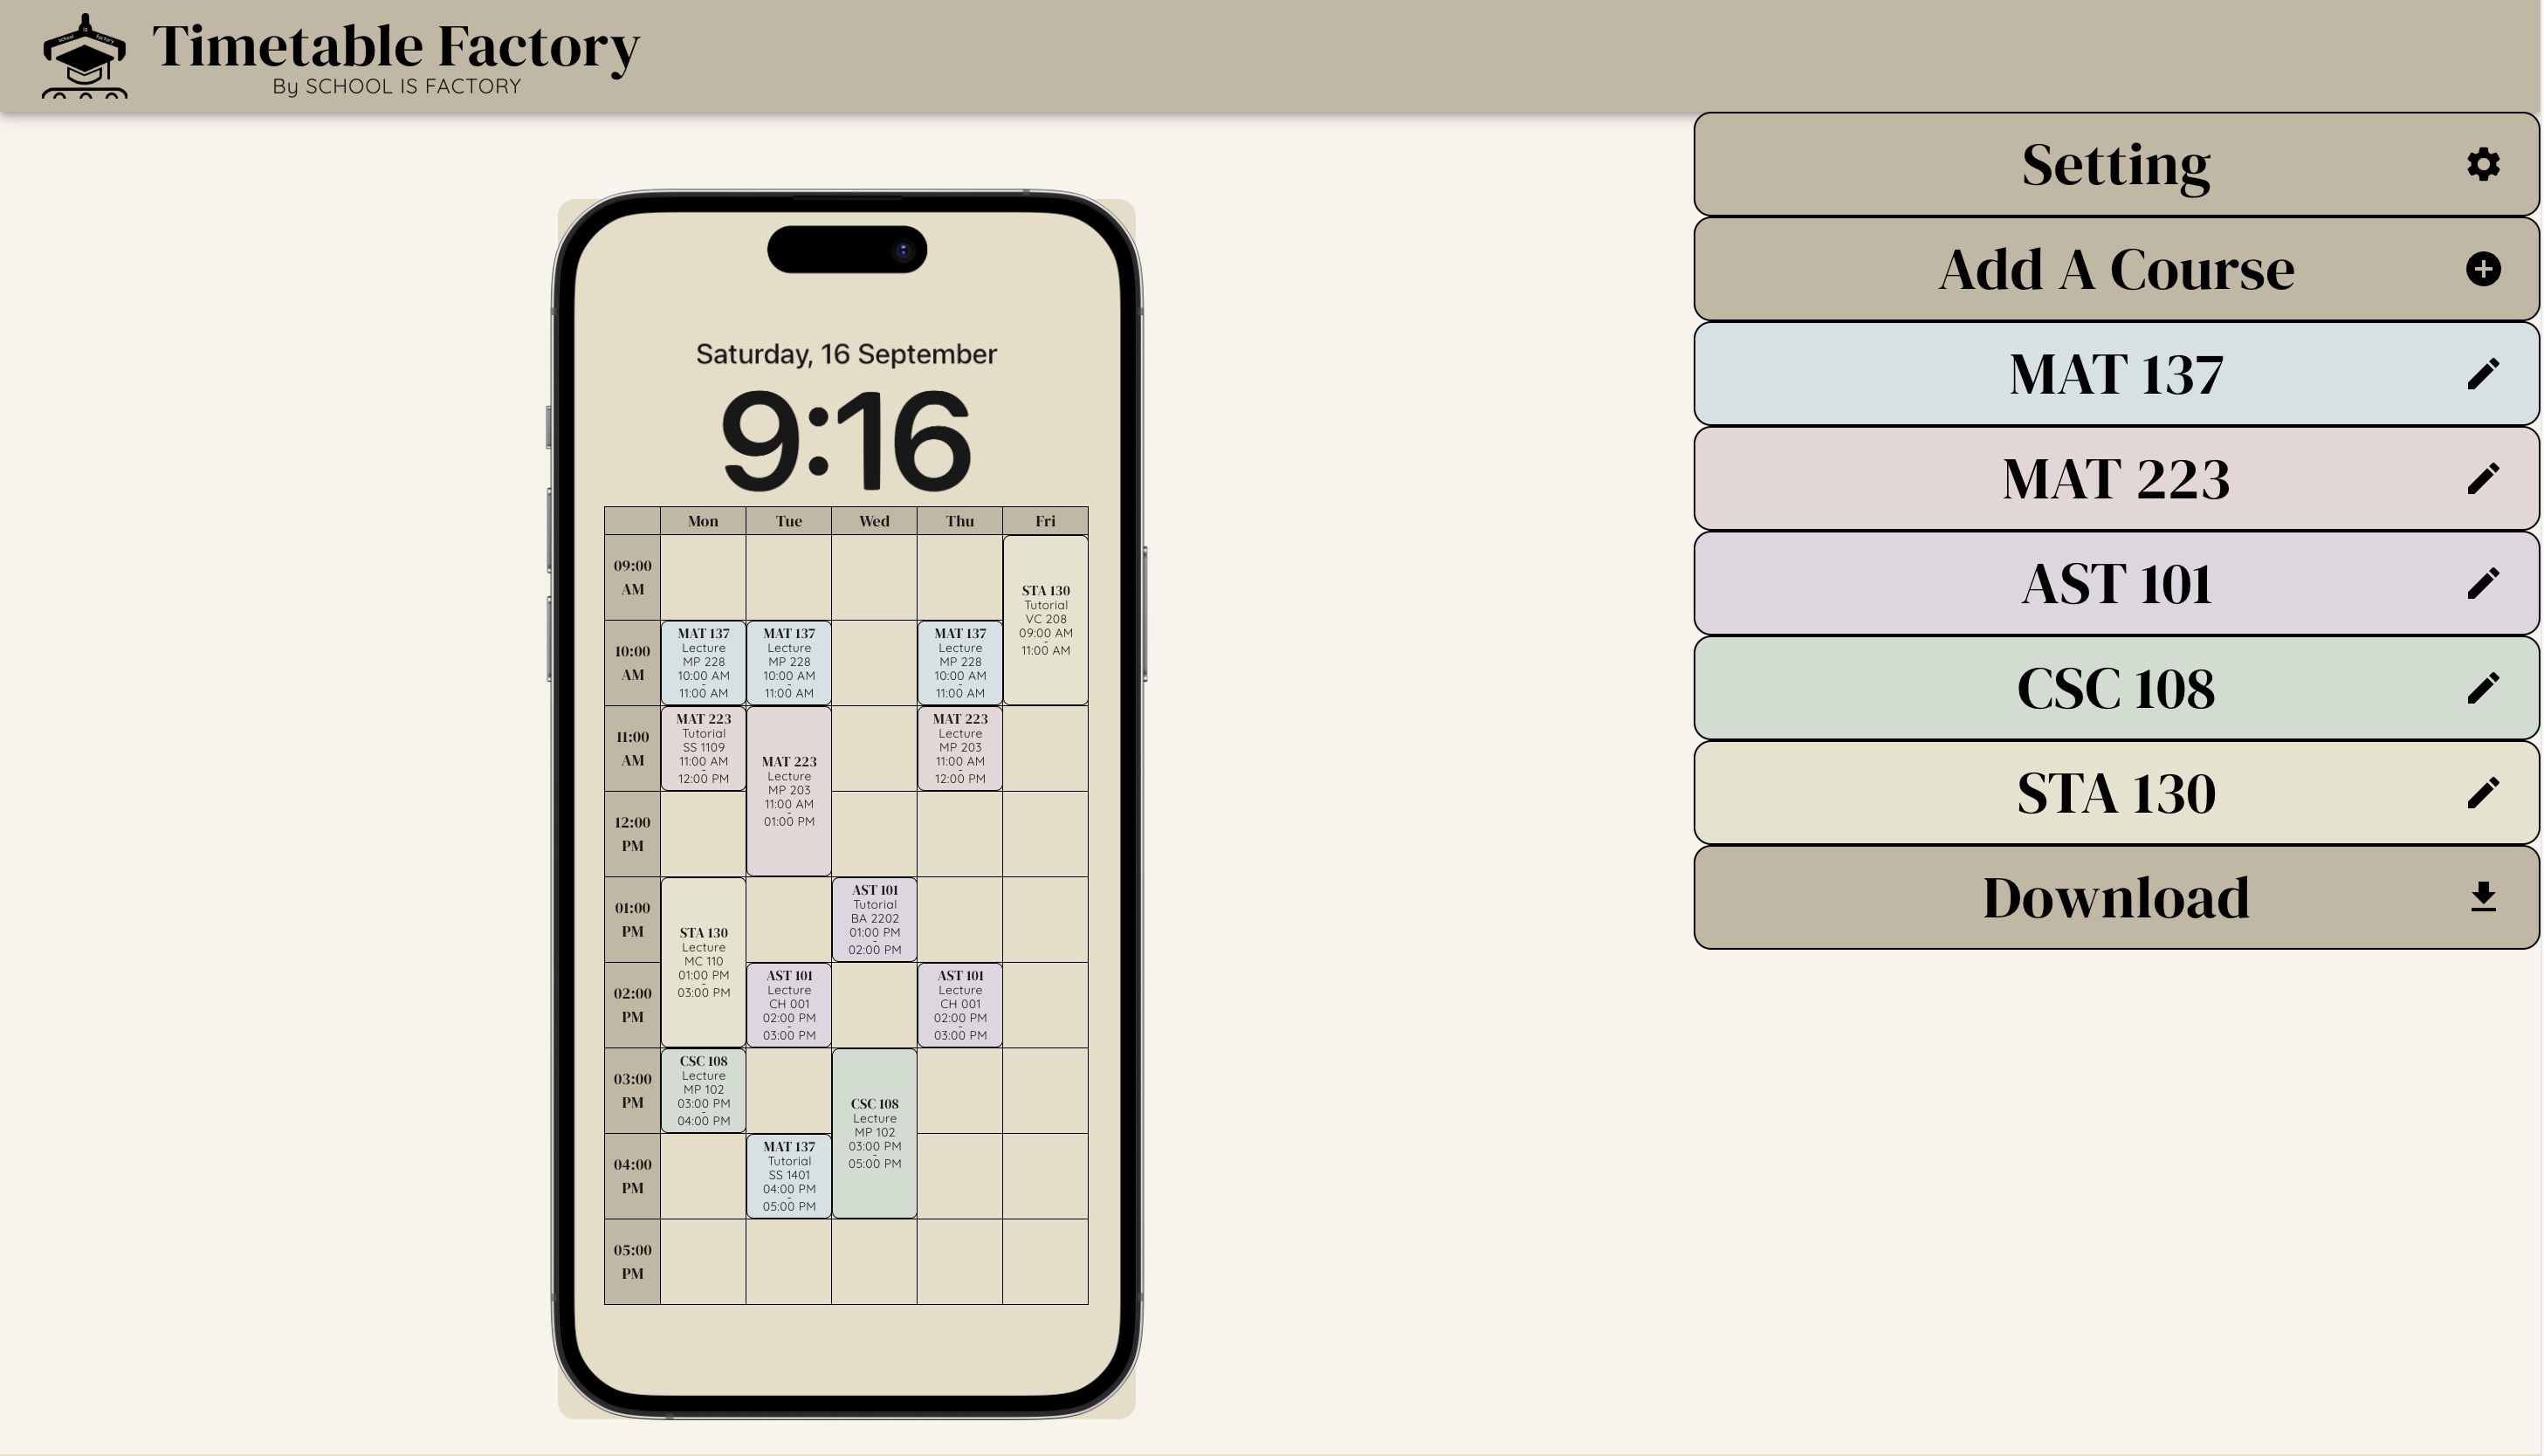 School is Factory
Timetable Factory
By SCHOOL IS FACTORY
Saturday, 16 September
9:16
Mon Tue Wed Thu Fri
09:00
AM
STA 130
Tutorial
VC 208
09:00 AM
-
11:00 AM
10:00
AM
MAT 137
Lecture
MP 228
10:00 AM
-
11:00 AM
MAT 137
Lecture
MP 228
10:00 AM
-
11:00 AM
MAT 137
Lecture
MP 228
10:00 AM
-
11:00 AM
11:00
AM
MAT 223
Tutorial
SS 1109
11:00 AM
-
12:00 PM
MAT 223
Lecture
MP 203
11:00 AM
-
01:00 PM
MAT 223
Lecture
MP 203
11:00 AM
-
12:00 PM
12:00
PM
01:00
PM
STA 130
Lecture
MC 110
01:00 PM
-
03:00 PM
AST 101
Tutorial
BA 2202
01:00 PM
-
02:00 PM
02:00
PM
AST 101
Lecture
CH 001
02:00 PM
-
03:00 PM
AST 101
Lecture
CH 001
02:00 PM
-
03:00 PM
03:00
PM
CSC 108
Lecture
MP 102
03:00 PM
-
04:00 PM
CSC 108
Lecture
MP 102
03:00 PM
-
05:00 PM
04:00
PM
MAT 137
Tutorial
SS 1401
04:00 PM
-
05:00 PM
05:00
PM
Setting
Add A Course
MAT 137
MAT 223
AST 101
CSC 108
STA 130
Download